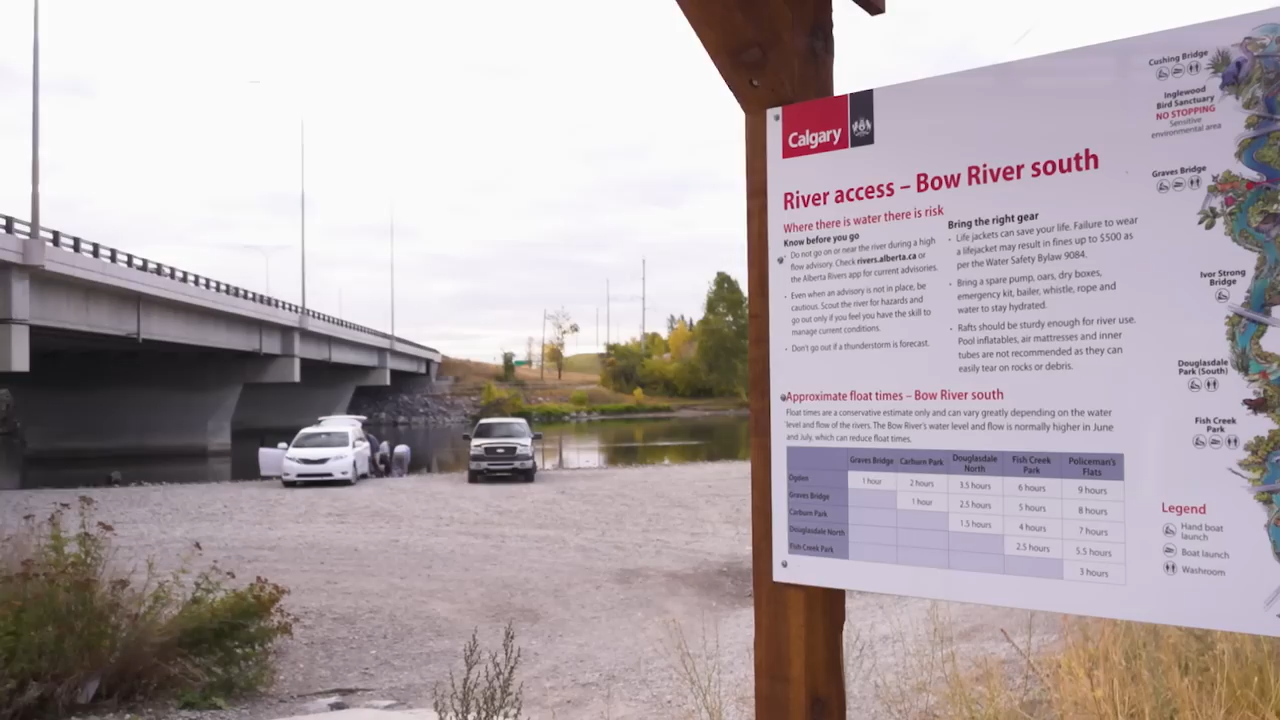 Calgary
River access – Bow River south
Where there is water there is risk
Know before you go
· Do not go on or near the river during a high
flow advisory. Check rivers.alberta.ca or
the Alberta Rivers app for current advisories.
· Even when an advisory is not in place, be
cautious. Scout the river for hazards and
go out only if you feel you have the skill to
manage current conditions.
· Don't go out if a thunderstorm is forecast.
Bring the right gear
· Life jackets can save your life. Failure to wear
a lifejacket may result in fines up to $500 as
per the Water Safety Bylaw 9084.
· Bring a spare pump, oars, dry boxes,
emergency kit, bailer, whistle, rope and
water to stay hydrated.
· Rafts should be sturdy enough for river use.
Pool inflatables, air mattresses and inner
tubes are not recommended as they can
easily tear on rocks or debris.
Approximate float times – Bow River south
Float times are a conservative estimate only and can vary greatly depending on the water
level and flow of the rivers. The Bow River's water level and flow is normally higher in June
and July, which can reduce float times.
Graves Bridge Carburn Park Douglasdale North Fish Creek Park Policeman's Flats
Ogden 1 hour 2 hours 3.5 hours 6 hours 9 hours
Graves Bridge 1 hour 2.5 hours 5 hours 8 hours
Carburn Park 1.5 hours 4 hours 7 hours
Douglasdale North 2.5 hours 5.5 hours
Fish Creek Park 3 hours
Cushing Bridge
Inglewood
Bird Sanctuary
NO STOPPING
Sensitive
environmental area
Graves Bridge
Ivor Strong
Bridge
Douglasdale
Park (South)
Fish Creek
Park
Legend
Hand boat
launch
Boat launch
Washroom